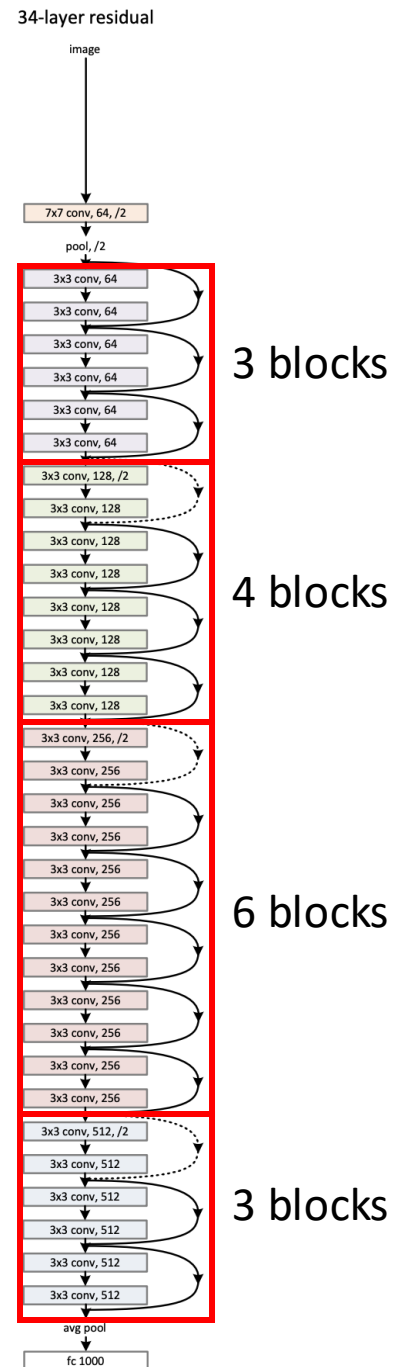 34-layer residual
image
7x7 conv, 64, /2
pool, /2
3x3 conv, 64
3x3 conv, 64
3x3 conv, 64
3 blocks
3x3 conv, 64
3x3 conv, 64
3x3 conv, 64
3x3 conv, 128, /2
3x3 conv, 128
3x3 conv, 128
3x3 conv, 128
4 blocks
3x3 conv, 128
3x3 conv, 128
3x3 conv, 128
3x3 conv, 128
3x3 conv, 256, /2
3x3 conv, 256
3x3 conv, 256
3x3 conv, 256
3x3 conv, 256
3x3 conv, 256
6 blocks
3x3 conv, 256
3x3 conv, 256
3x3 conv, 256
3x3 conv, 256
3x3 conv, 256
3x3 conv, 256
3x3 conv, 512, /2
3x3 conv, 512
3x3 conv, 512
3 blocks
3x3 conv, 512
3x3 conv, 512
3x3 conv, 512
avg pool
fc 1000